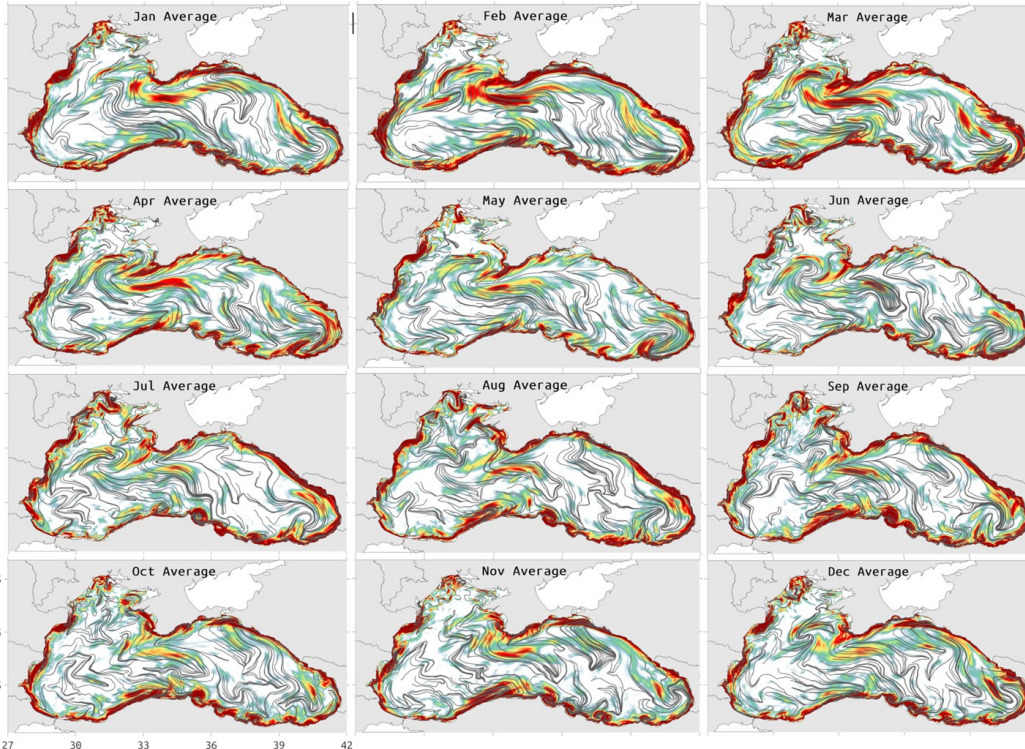 Jan Average
Feb Average
Mar Average
Apr Average
May Average
Jun Average
Jul Average
Aug Average
Sep Average
Oct Average
Nov Average
Dec Average
27 30 33 36 39 42